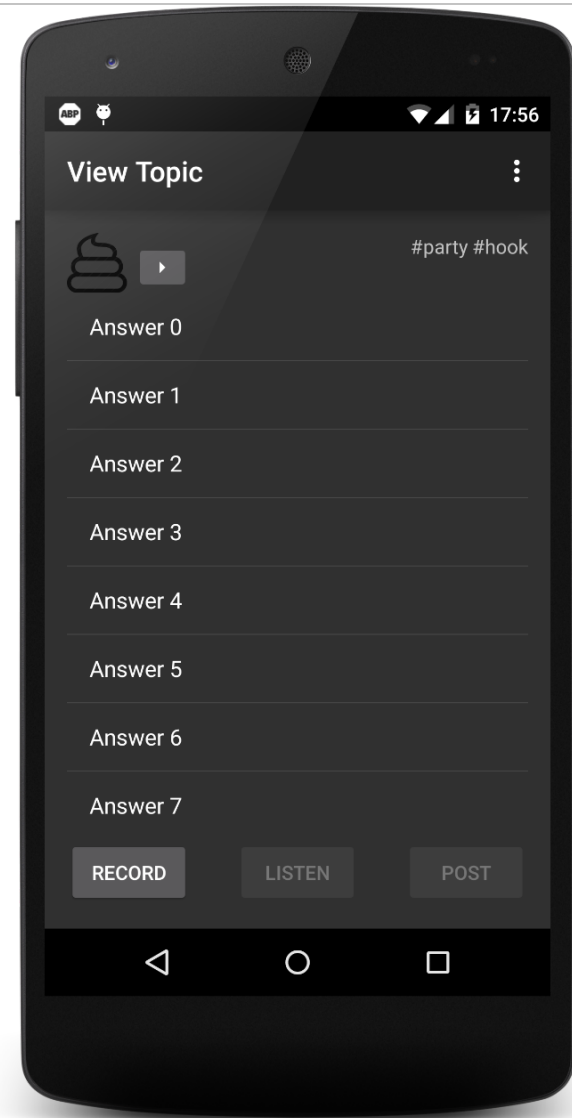 ABP
17:56
View Topic
#party #hook
Answer 0
Answer 1
Answer 2
Answer 3
Answer 4
Answer 5
Answer 6
Answer 7
RECORD LISTEN POST